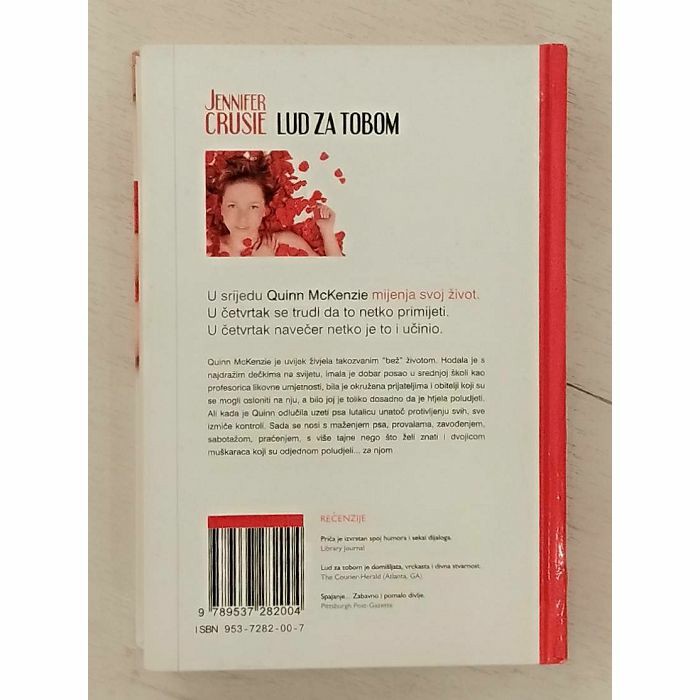 JENNIFER
CRUSIE LUD ZA TOBOM
U srijedu Quinn McKenzie mijenja svoj život.
U četvrtak se trudi da to netko primijeti.
U četvrtak navečer netko je to i učinio.
Quinn McKenzie je uvijek živjela takozvanim "bež" životom. Hodala je s
najdražim dečkima na svijetu, imala je dobar posao u srednjoj školi kao
profesorica likovne umjetnosti, bila je okružena prijateljima i obitelji koji su
se mogli osloniti na nju, a bilo joj je toliko dosadno da je htjela poludjeti.
Ali kada je Quinn odlučila uzeti psa lutalicu unatoč protivljenju svih, sve
izmiče kontroli. Sada se nosi s maženjem psa, provalama, zavođenjem,
sabotažom, praćenjem, s više tajne nego što želi znati i dvojicom
muškaraca koji su odjednom poludjeli... za njom
RECENZIJE
Priča je izvrstan spoj humora i seksi dijaloga.
Library Journal
Lud za tobom je domišljata, vrckasta i divna stvarnost.
The Courier-Herald (Atlanta, GA)
Spajanje... Zabavno i pomalo divlje.
Pittsburgh Post-Gazette
9 789537 282004
ISBN 953-7282-00-7